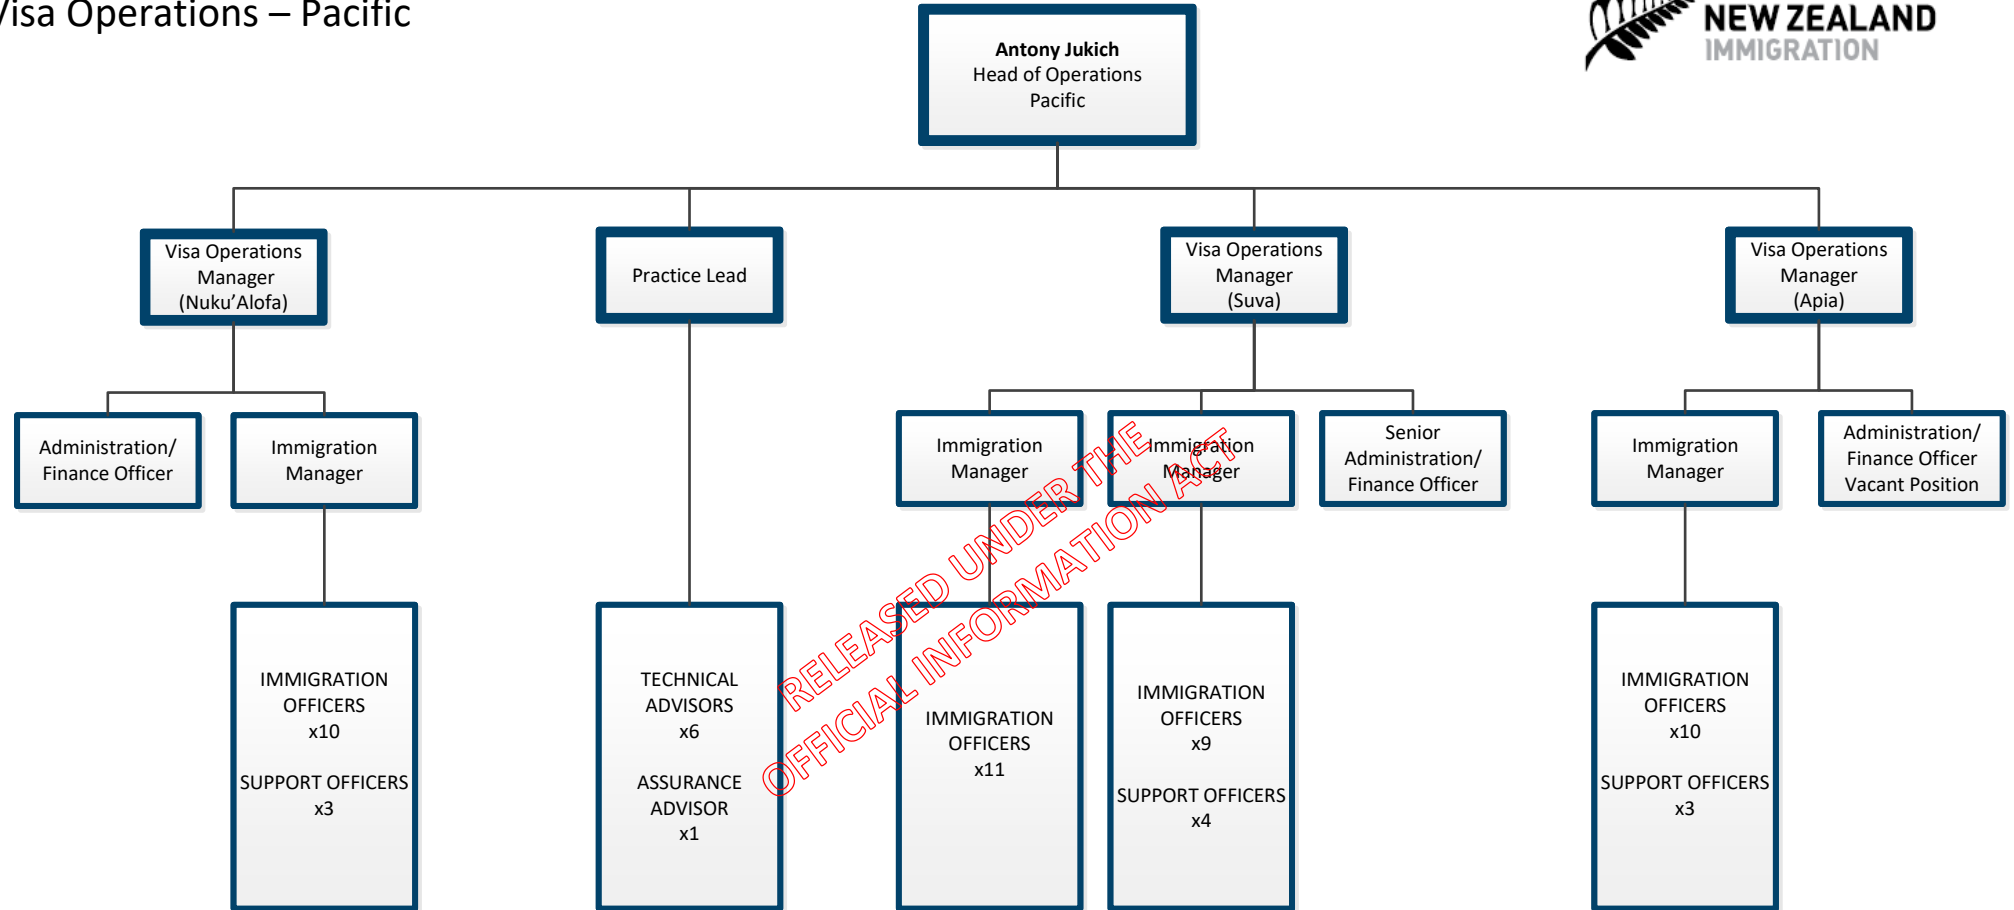 Visa Operations – Pacific
NEW ZEALAND
IMMIGRATION
Antony Jukich
Head of Operations
Pacific
Visa Operations
Manager
(Nuku’Alofa)
Practice Lead
Visa Operations
Manager
(Suva)
Visa Operations
Manager
(Apia)
Administration/
Finance Officer
Immigration
Manager
Immigration
Manager
Immigration
Manager
Senior
Administration/
Finance Officer
Immigration
Manager
Administration/
Finance Officer
Vacant Position
RELEASED UNDER THE
OFFICIAL INFORMATION ACT
IMMIGRATION
OFFICERS
x10
SUPPORT OFFICERS
x3
TECHNICAL
ADVISORS
x6
ASSURANCE
ADVISOR
x1
IMMIGRATION
OFFICERS
x11
IMMIGRATION
OFFICERS
x9
SUPPORT OFFICERS
x4
IMMIGRATION
OFFICERS
x10
SUPPORT OFFICERS
x3